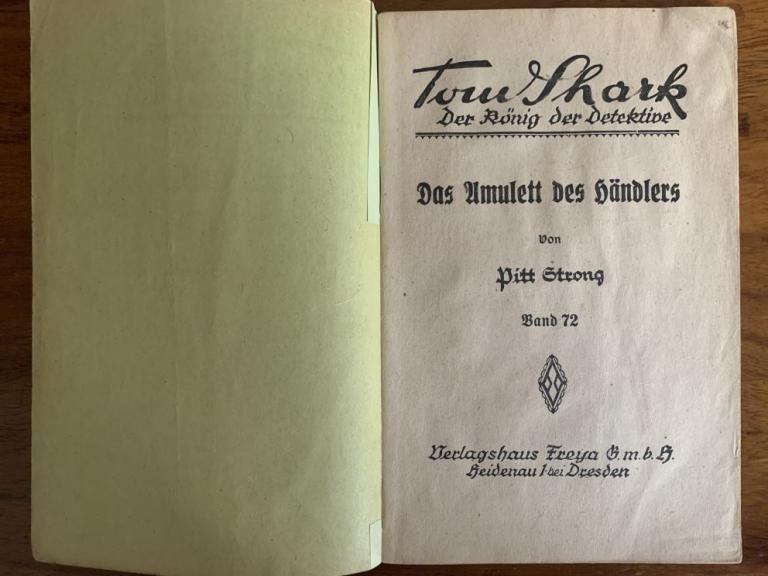 Tom Shark
Der König der Detektive
Das Amulett des Händlers
von
Pitt Strong
Band 72
Verlagshaus Freya G. m. b. H.
Heidenau 1 bei Dresden